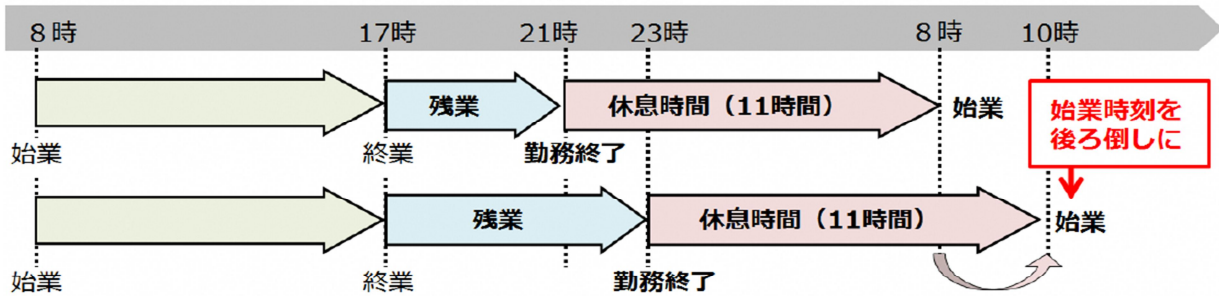 8時 17時 21時 23時 8時 10時
残業 休息時間（11時間） 始業
始業時刻を
後ろ倒しに
始業 終業 勤務終了
残業 休息時間（11時間） 始業
始業 終業 勤務終了